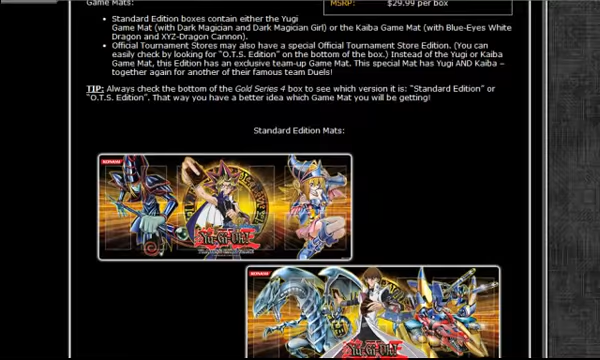 Game Mats:
MSRP: $29.99 per box
• Standard Edition boxes contain either the Yugi
Game Mat (with Dark Magician and Dark Magician Girl) or the Kaiba Game Mat (with Blue-Eyes White
Dragon and XYZ-Dragon Cannon).
• Official Tournament Stores may also have a special Official Tournament Store Edition. (You can
easily check by looking for "O.T.S. Edition" on the bottom of the box.) Instead of the Yugi or Kaiba
Game Mat, this Edition has an exclusive team-up Game Mat. This special Mat has Yugi AND Kaiba –
together again for another of their famous team Duels!
TIP: Always check the bottom of the Gold Series 4 box to see which version it is: "Standard Edition" or
"O.T.S. Edition". That way you have a better idea which Game Mat you will be getting!
Standard Edition Mats:
KONAMI
Yu-Gi-Oh!
KONAMI
Yu-Gi-Oh!